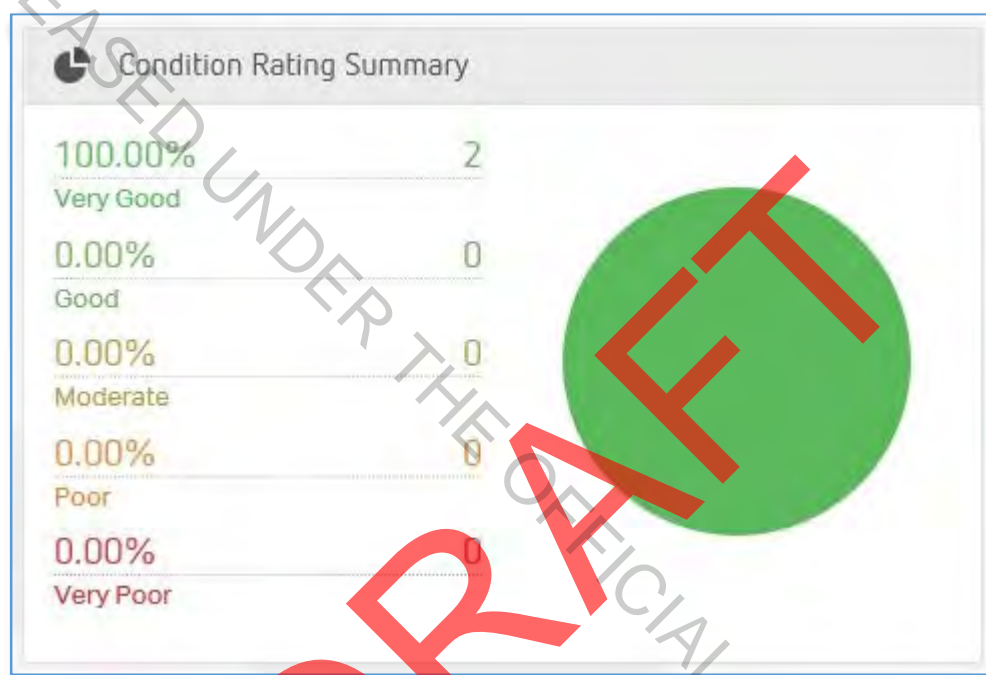 Condition Rating Summary
100.00% 2
Very Good
0.00% 0
Good
0.00% 0
Moderate
0.00% 0
Poor
0.00% 0
Very Poor
EASED UNDER THE OFFICIAL
DRAFT